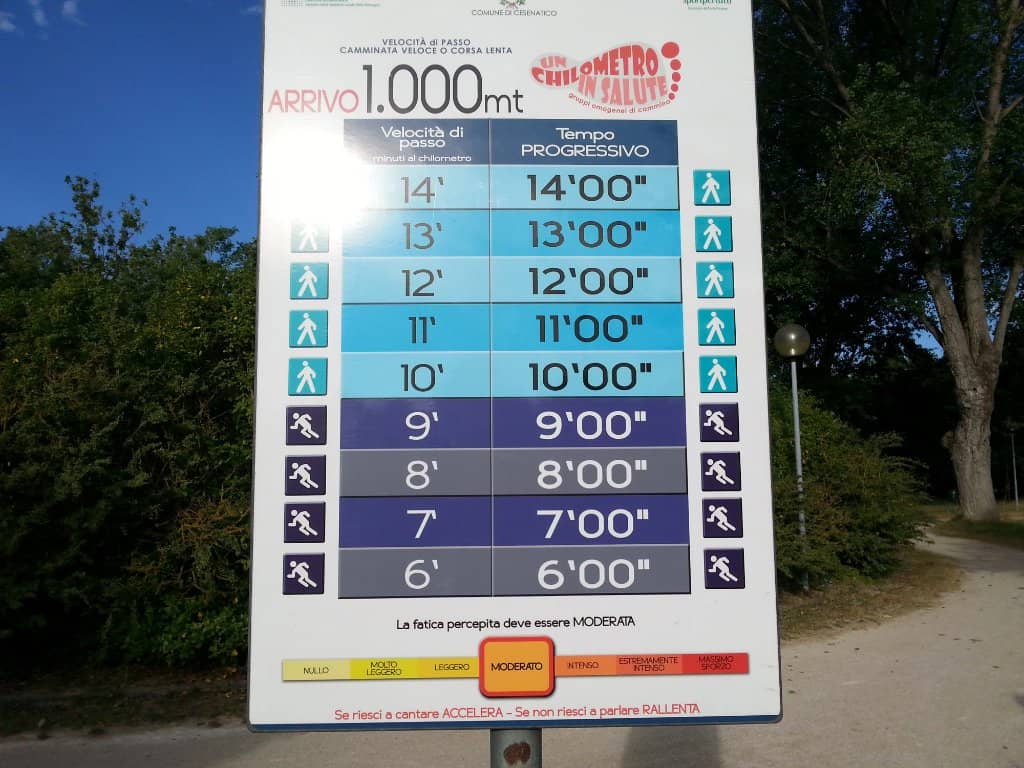 COMUNE DI CESENATICO
VELOCITÀ di PASSO
CAMMINATA VELOCE O CORSA LENTA
ARRIVO 1.000 mt
UN
CHILOMETRO
IN SALUTE
gruppi omogenei di cammino
Velocità di passo
minuti al chilometro
Tempo PROGRESSIVO
14' 14'00"
13' 13'00"
12' 12'00"
11' 11'00"
10' 10'00"
9' 9'00"
8' 8'00"
7' 7'00"
6' 6'00"
La fatica percepita deve essere MODERATA
NULLO MOLTO LEGGERO LEGGERO MODERATO INTENSO ESTREMAMENTE INTENSO MASSIMO SFORZO
Se riesci a cantare ACCELERA - Se non riesci a parlare RALLENTA